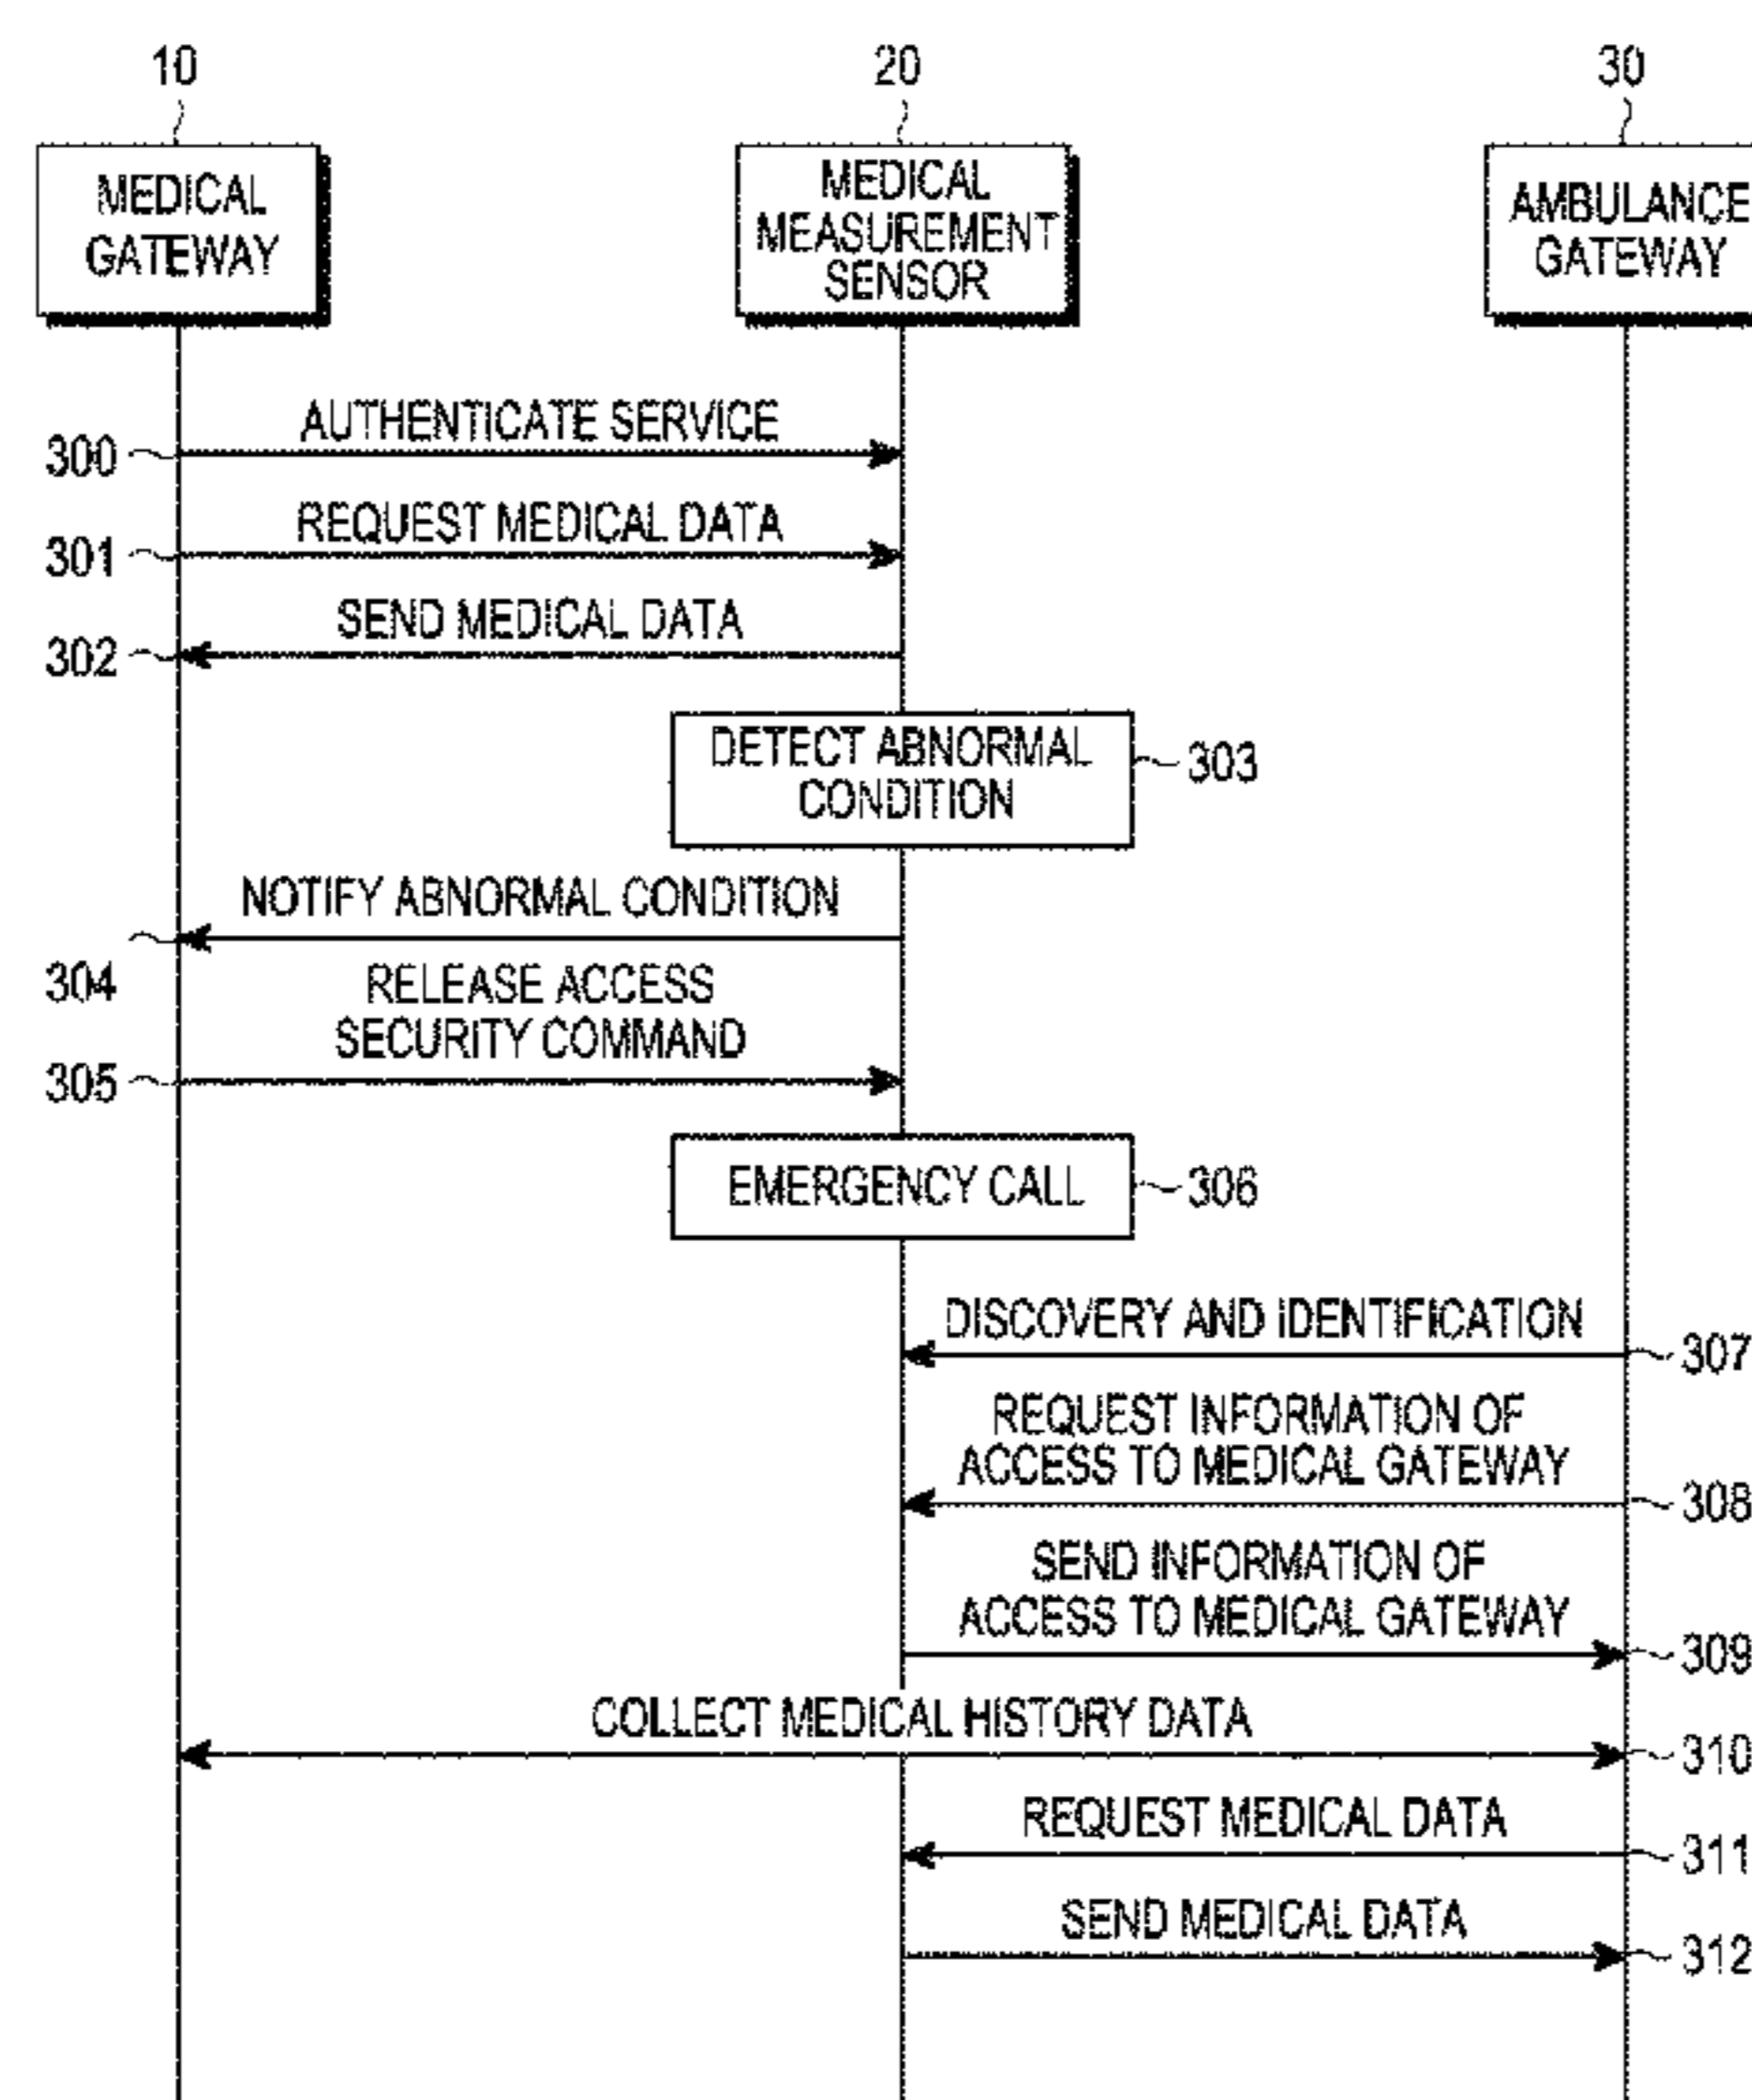 10
20
30
MEDICAL
GATEWAY
MEDICAL
MEASUREMENT
SENSOR
AMBULANCE
GATEWAY
AUTHENTICATE SERVICE
300
REQUEST MEDICAL DATA
301
SEND MEDICAL DATA
302
DETECT ABNORMAL
CONDITION
303
NOTIFY ABNORMAL CONDITION
304
RELEASE ACCESS
SECURITY COMMAND
305
EMERGENCY CALL
306
DISCOVERY AND IDENTIFICATION
307
REQUEST INFORMATION OF
ACCESS TO MEDICAL GATEWAY
308
SEND INFORMATION OF
ACCESS TO MEDICAL GATEWAY
309
COLLECT MEDICAL HISTORY DATA
310
REQUEST MEDICAL DATA
311
SEND MEDICAL DATA
312